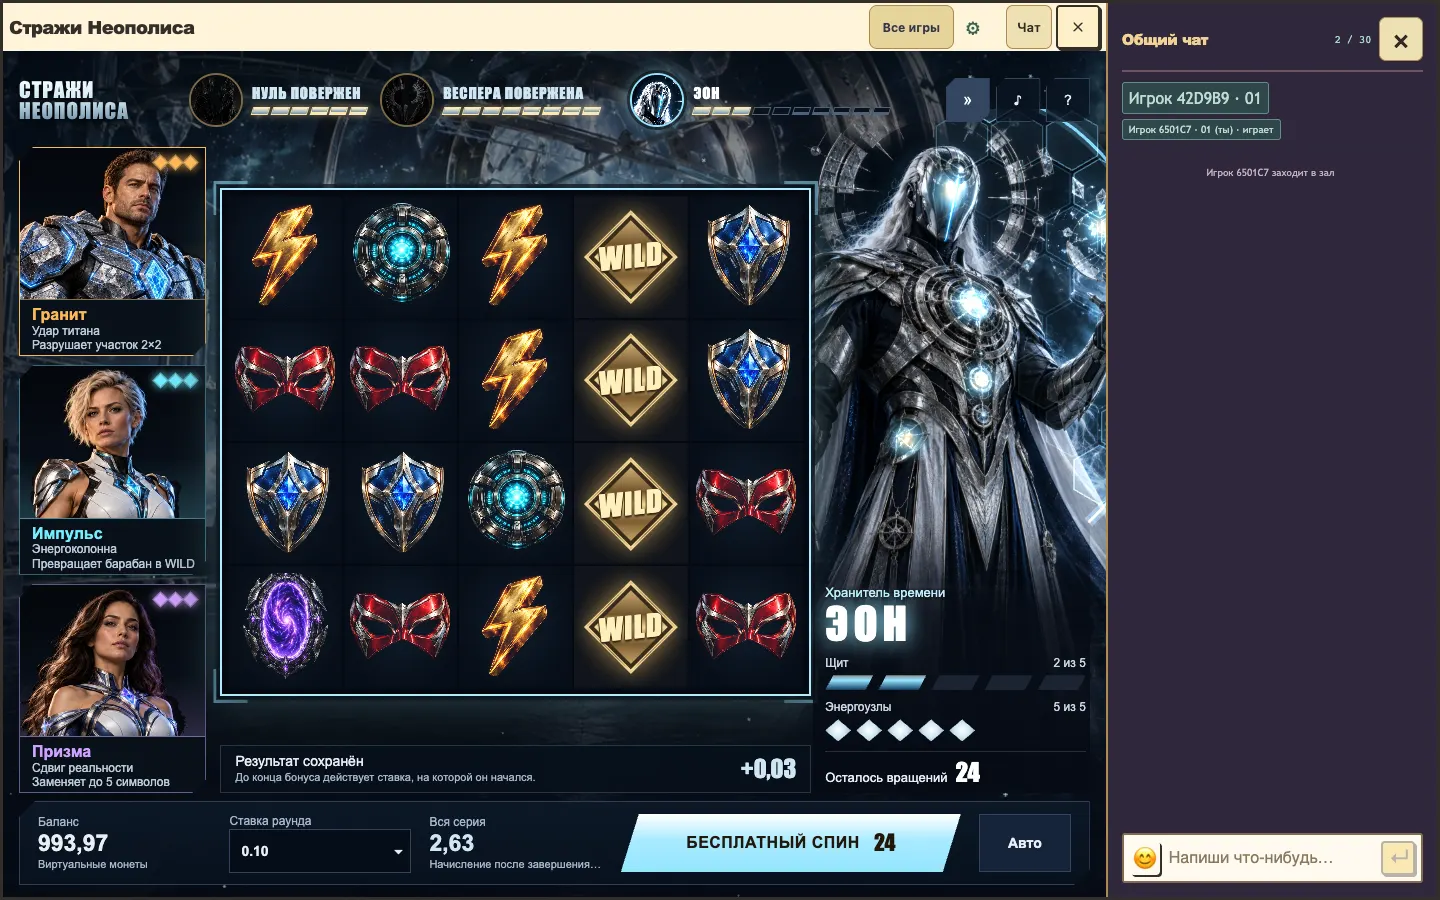 Стражи Неополиса
Все игры
Чат
СТРАЖИ
НЕОПОЛИСА
НУЛЬ ПОВЕРЖЕН
ВЕСПЕРА ПОВЕРЖЕНА
ЭОН
?
Гранит
Удар титана
Разрушает участок 2×2
Импульс
Энергоколонна
Превращает барабан в WILD
Призма
Сдвиг реальности
Заменяет до 5 символов
WILD
WILD
WILD
WILD
Хранитель времени
ЭОН
Щит
2 из 5
Энергоузлы
5 из 5
Осталось вращений 24
Результат сохранён
До конца бонуса действует ставка, на которой он начался.
+0,03
Баланс
993,97
Виртуальные монеты
Ставка раунда
0.10
Вся серия
2,63
Начисление после завершения...
БЕСПЛАТНЫЙ СПИН 24
Авто
Общий чат
2 / 30
Игрок 42D9B9 · 01
Игрок 6501C7 · 01 (ты) · играет
Игрок 6501C7 заходит в зал
Напиши что-нибудь...